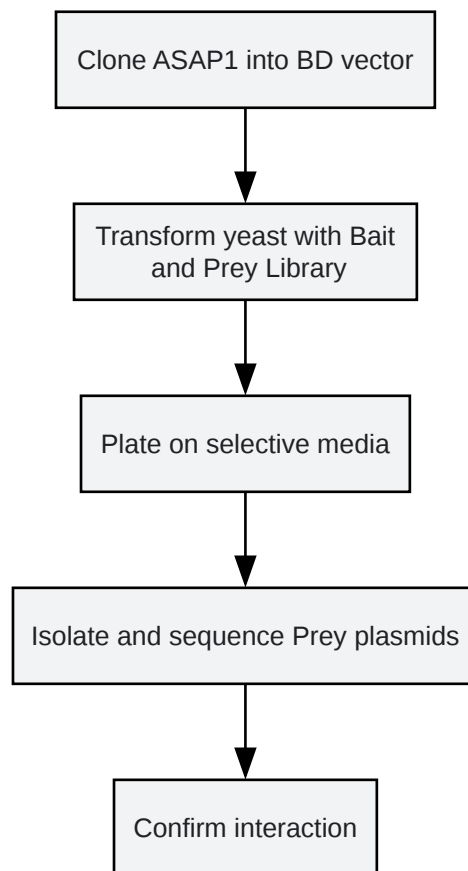 Clone ASAP1 into BD vector
Transform yeast with Bait
and Prey Library
Plate on selective media
Isolate and sequence Prey plasmids
Confirm interaction